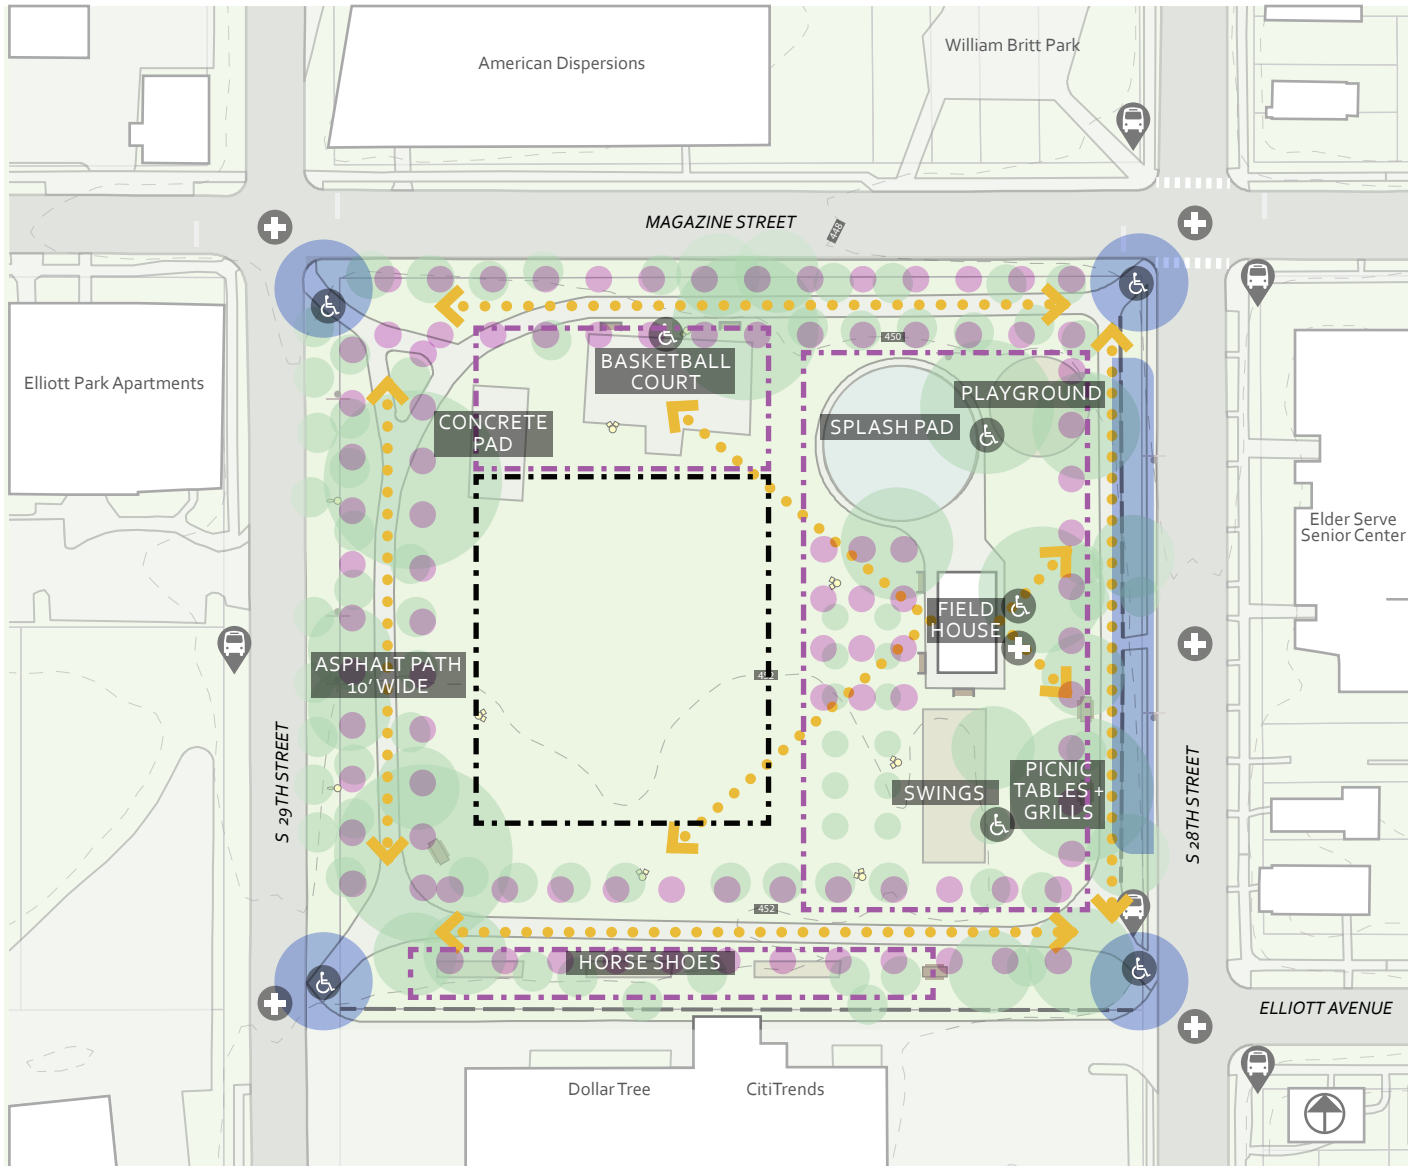 William Britt Park
American Dispersions
MAGAZINE STREET
448
450
BASKETBALL
COURT
PLAYGROUND
Elliott Park Apartments
CONCRETE
PAD
SPLASH PAD
Elder Serve
Senior Center
FIELD
HOUSE
ASPHALT PATH
10' WIDE
452
S 29TH STREET
S 28TH STREET
PICNIC
TABLES +
GRILLS
SWINGS
452
HORSE SHOES
ELLIOTT AVENUE
Dollar Tree
CitiTrends